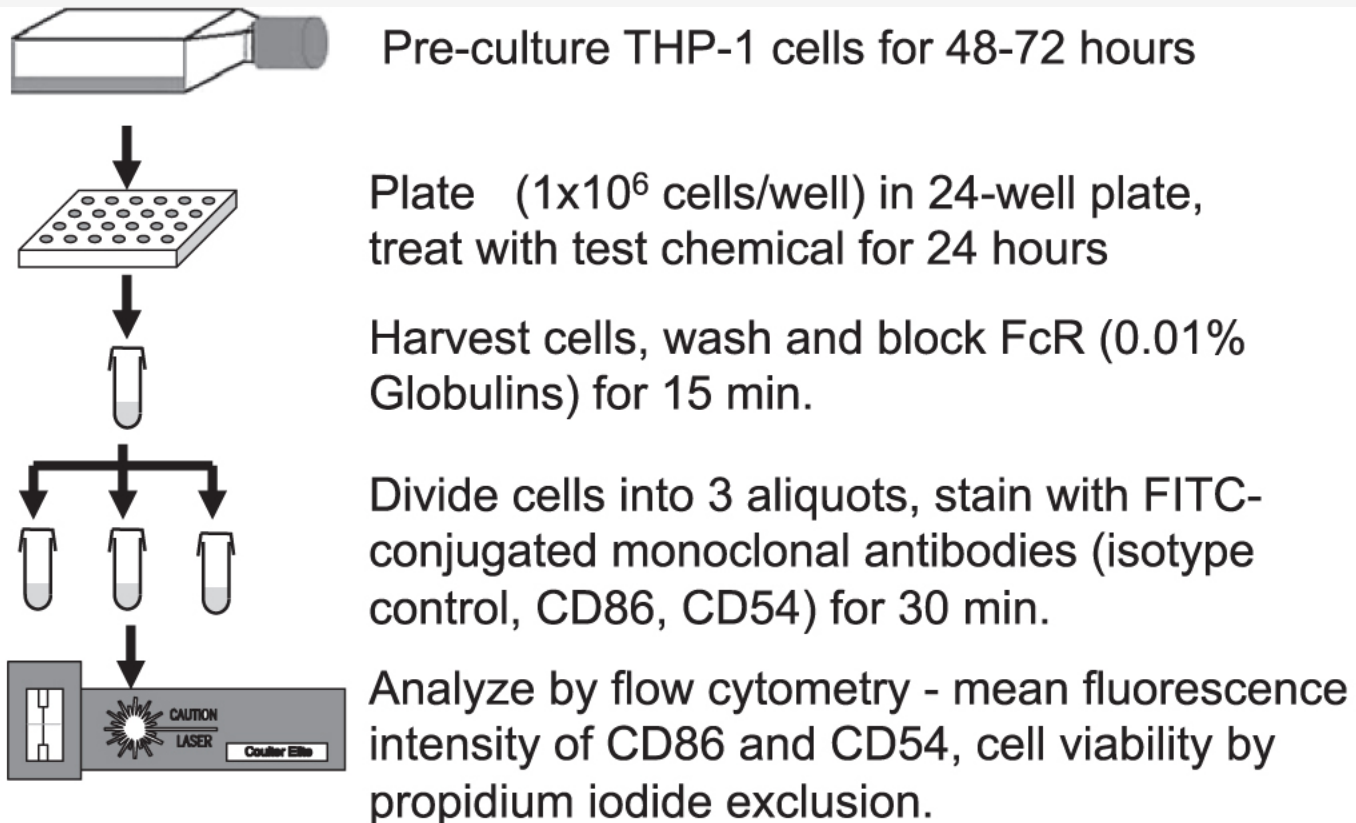 Pre-culture THP-1 cells for 48-72 hours
Plate (1x10⁶ cells/well) in 24-well plate,
treat with test chemical for 24 hours
Harvest cells, wash and block FcR (0.01%
Globulins) for 15 min.
Divide cells into 3 aliquots, stain with FITC-
conjugated monoclonal antibodies (isotype
control, CD86, CD54) for 30 min.
CAUTION
LASER
Coulter Elite
Analyze by flow cytometry - mean fluorescence
intensity of CD86 and CD54, cell viability by
propidium iodide exclusion.